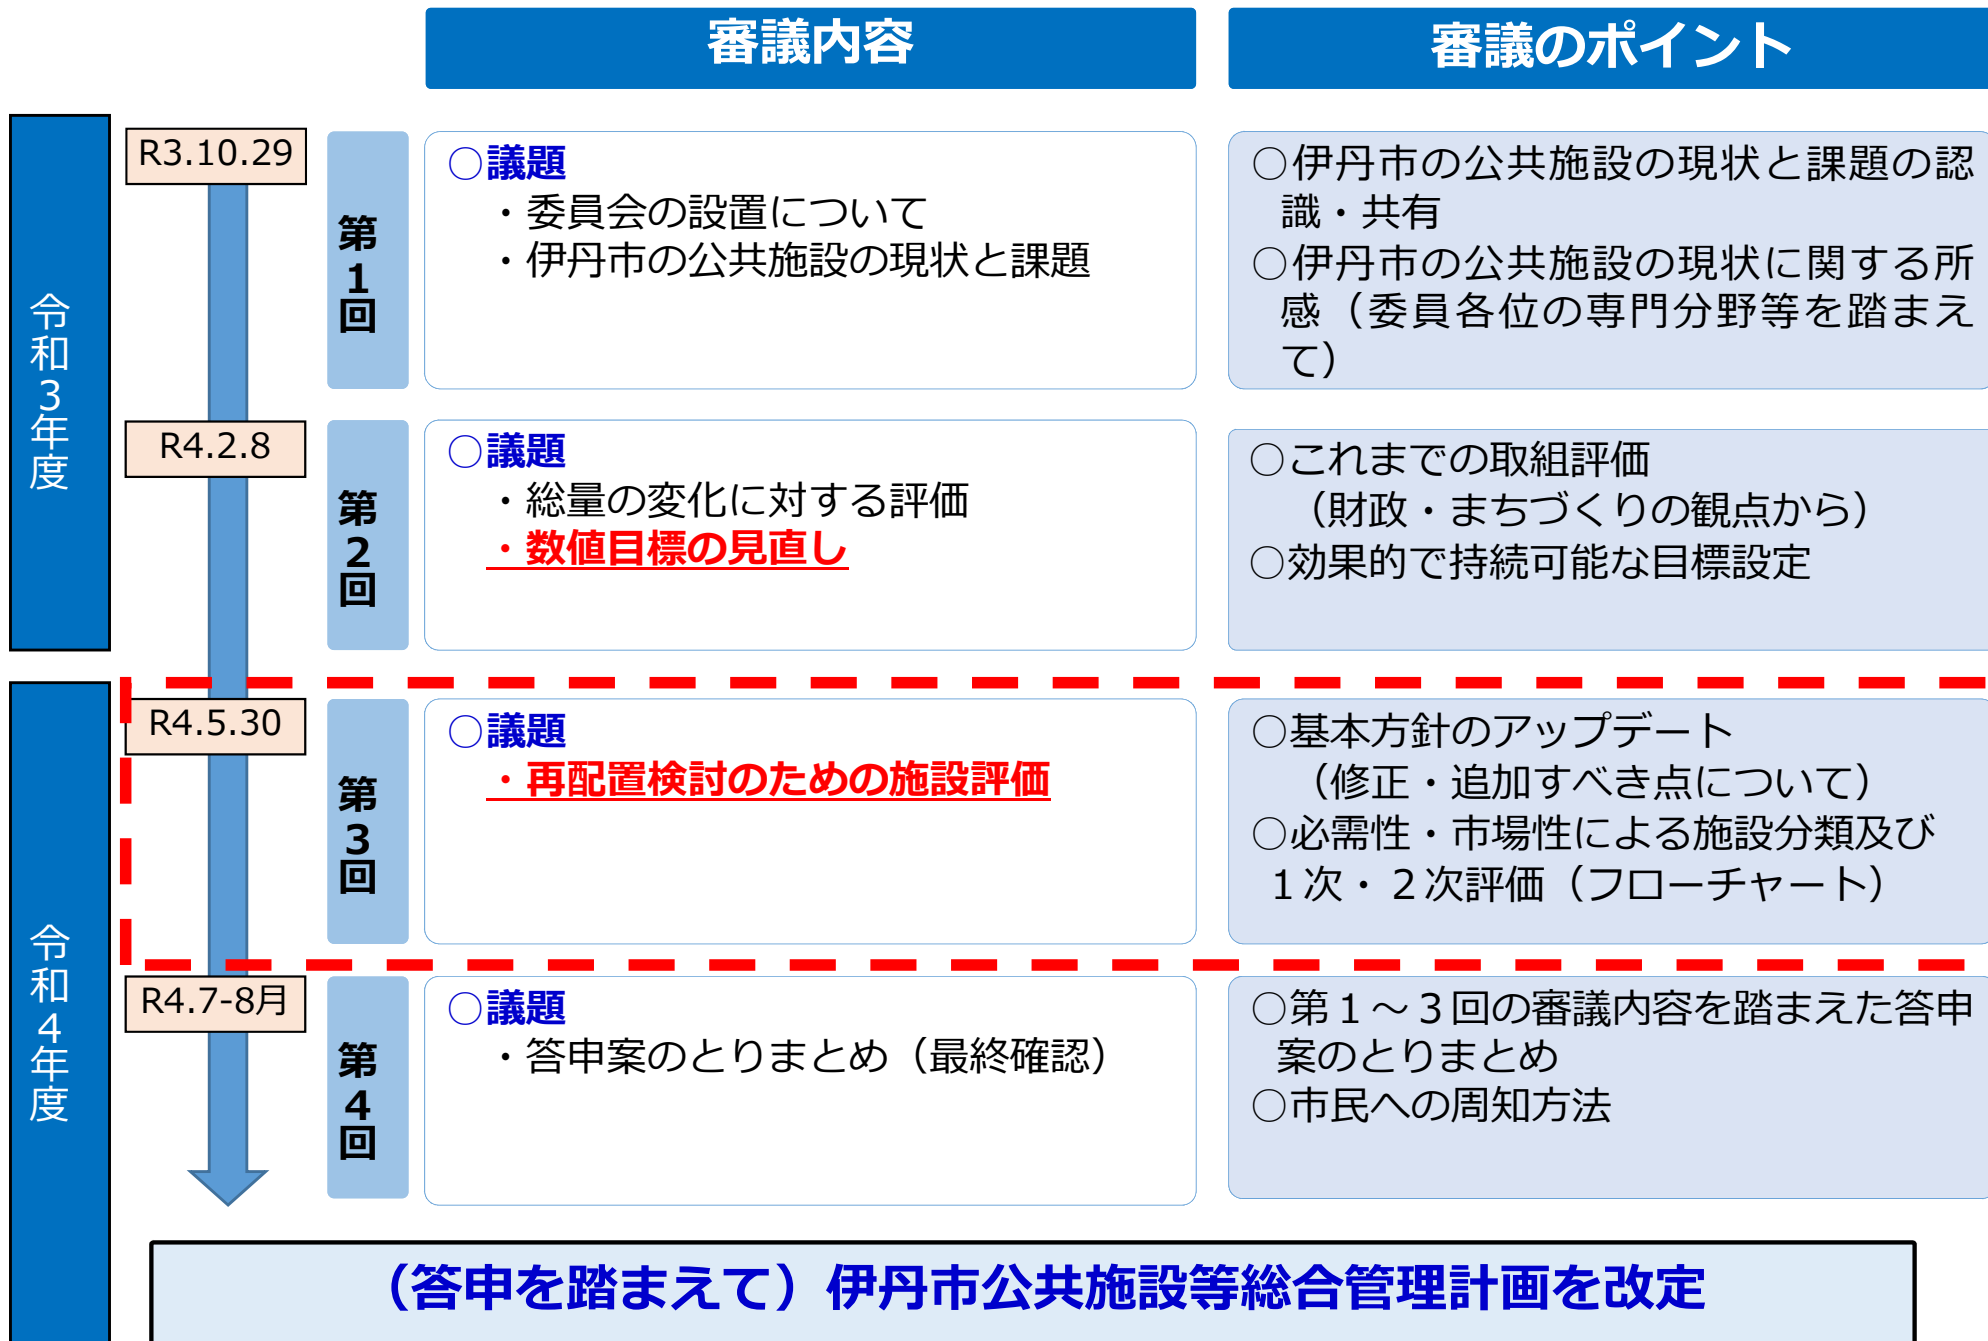 審議内容
審議のポイント
令和3年度
R3.10.29
第1回
○議題
・委員会の設置について
・伊丹市の公共施設の現状と課題
○伊丹市の公共施設の現状と課題の認
識・共有
○伊丹市の公共施設の現状に関する所
感（委員各位の専門分野等を踏まえ
て）
R4.2.8
第2回
○議題
・総量の変化に対する評価
・数値目標の見直し
○これまでの取組評価
（財政・まちづくりの観点から）
○効果的で持続可能な目標設定
令和4年度
R4.5.30
第3回
○議題
・再配置検討のための施設評価
○基本方針のアップデート
（修正・追加すべき点について）
○必需性・市場性による施設分類及び
１次・２次評価（フローチャート）
R4.7-8月
第4回
○議題
・答申案のとりまとめ（最終確認）
○第１～３回の審議内容を踏まえた答申
案のとりまとめ
○市民への周知方法
（答申を踏まえて）伊丹市公共施設等総合管理計画を改定